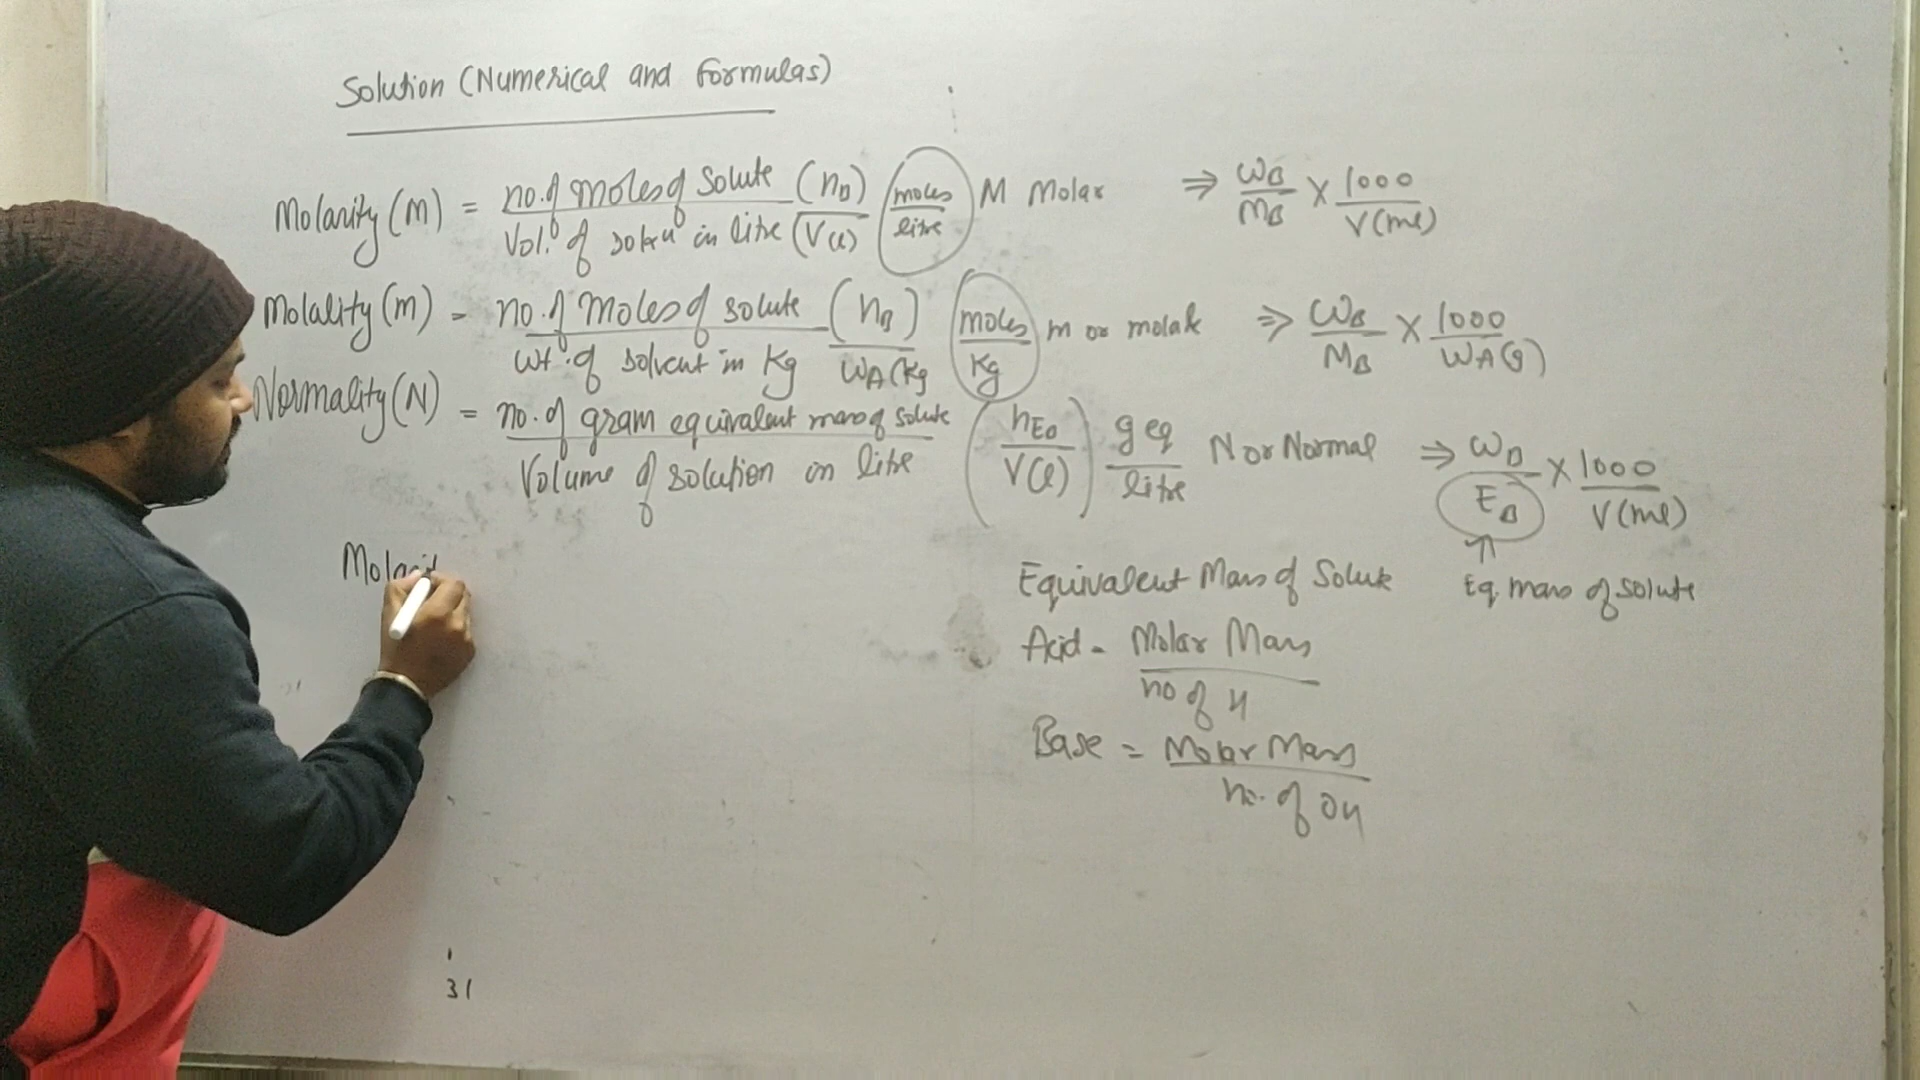 Solution (Numerical and Formulas)
Molarity (M) = no. of moles of Solute (nB) moles M Molar ⇒ WB × 1000
Vol. of solun in litre (V(l) litre MB V(ml)
Molality (m) = no. of Moles of solute (nB) moles m or molal ⇒ WB × 1000
wt. of solvent in Kg WA(Kg Kg MB WA(g)
Normality (N) = no. of gram equivalent mass of solute (nEB g eq N or Normal ⇒ WB × 1000
Volume of solution in litre V(l)) litre EB V(ml)
Molarit
Equivalent Mass of Solute
Eq. mass of solute
Acid = Molar Mass
no of H
Base = Molar Mass
no. of OH
31